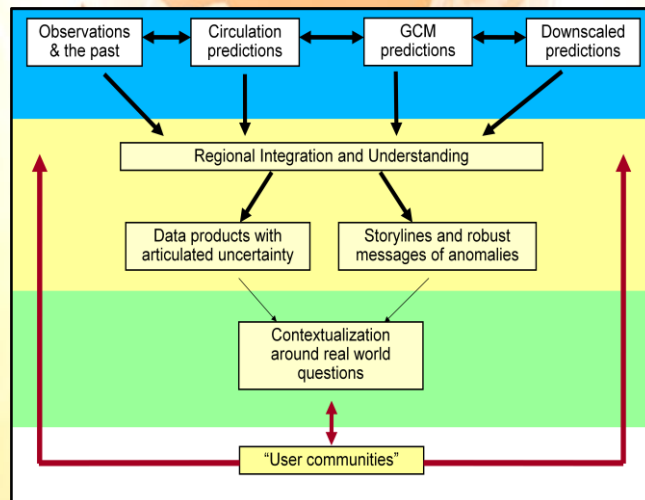 Observations
& the past
Circulation
predictions
GCM
predictions
Downscaled
predictions
Regional Integration and Understanding
Data products with
articulated uncertainty
Storylines and robust
messages of anomalies
Contextualization
around real world
questions
“User communities”